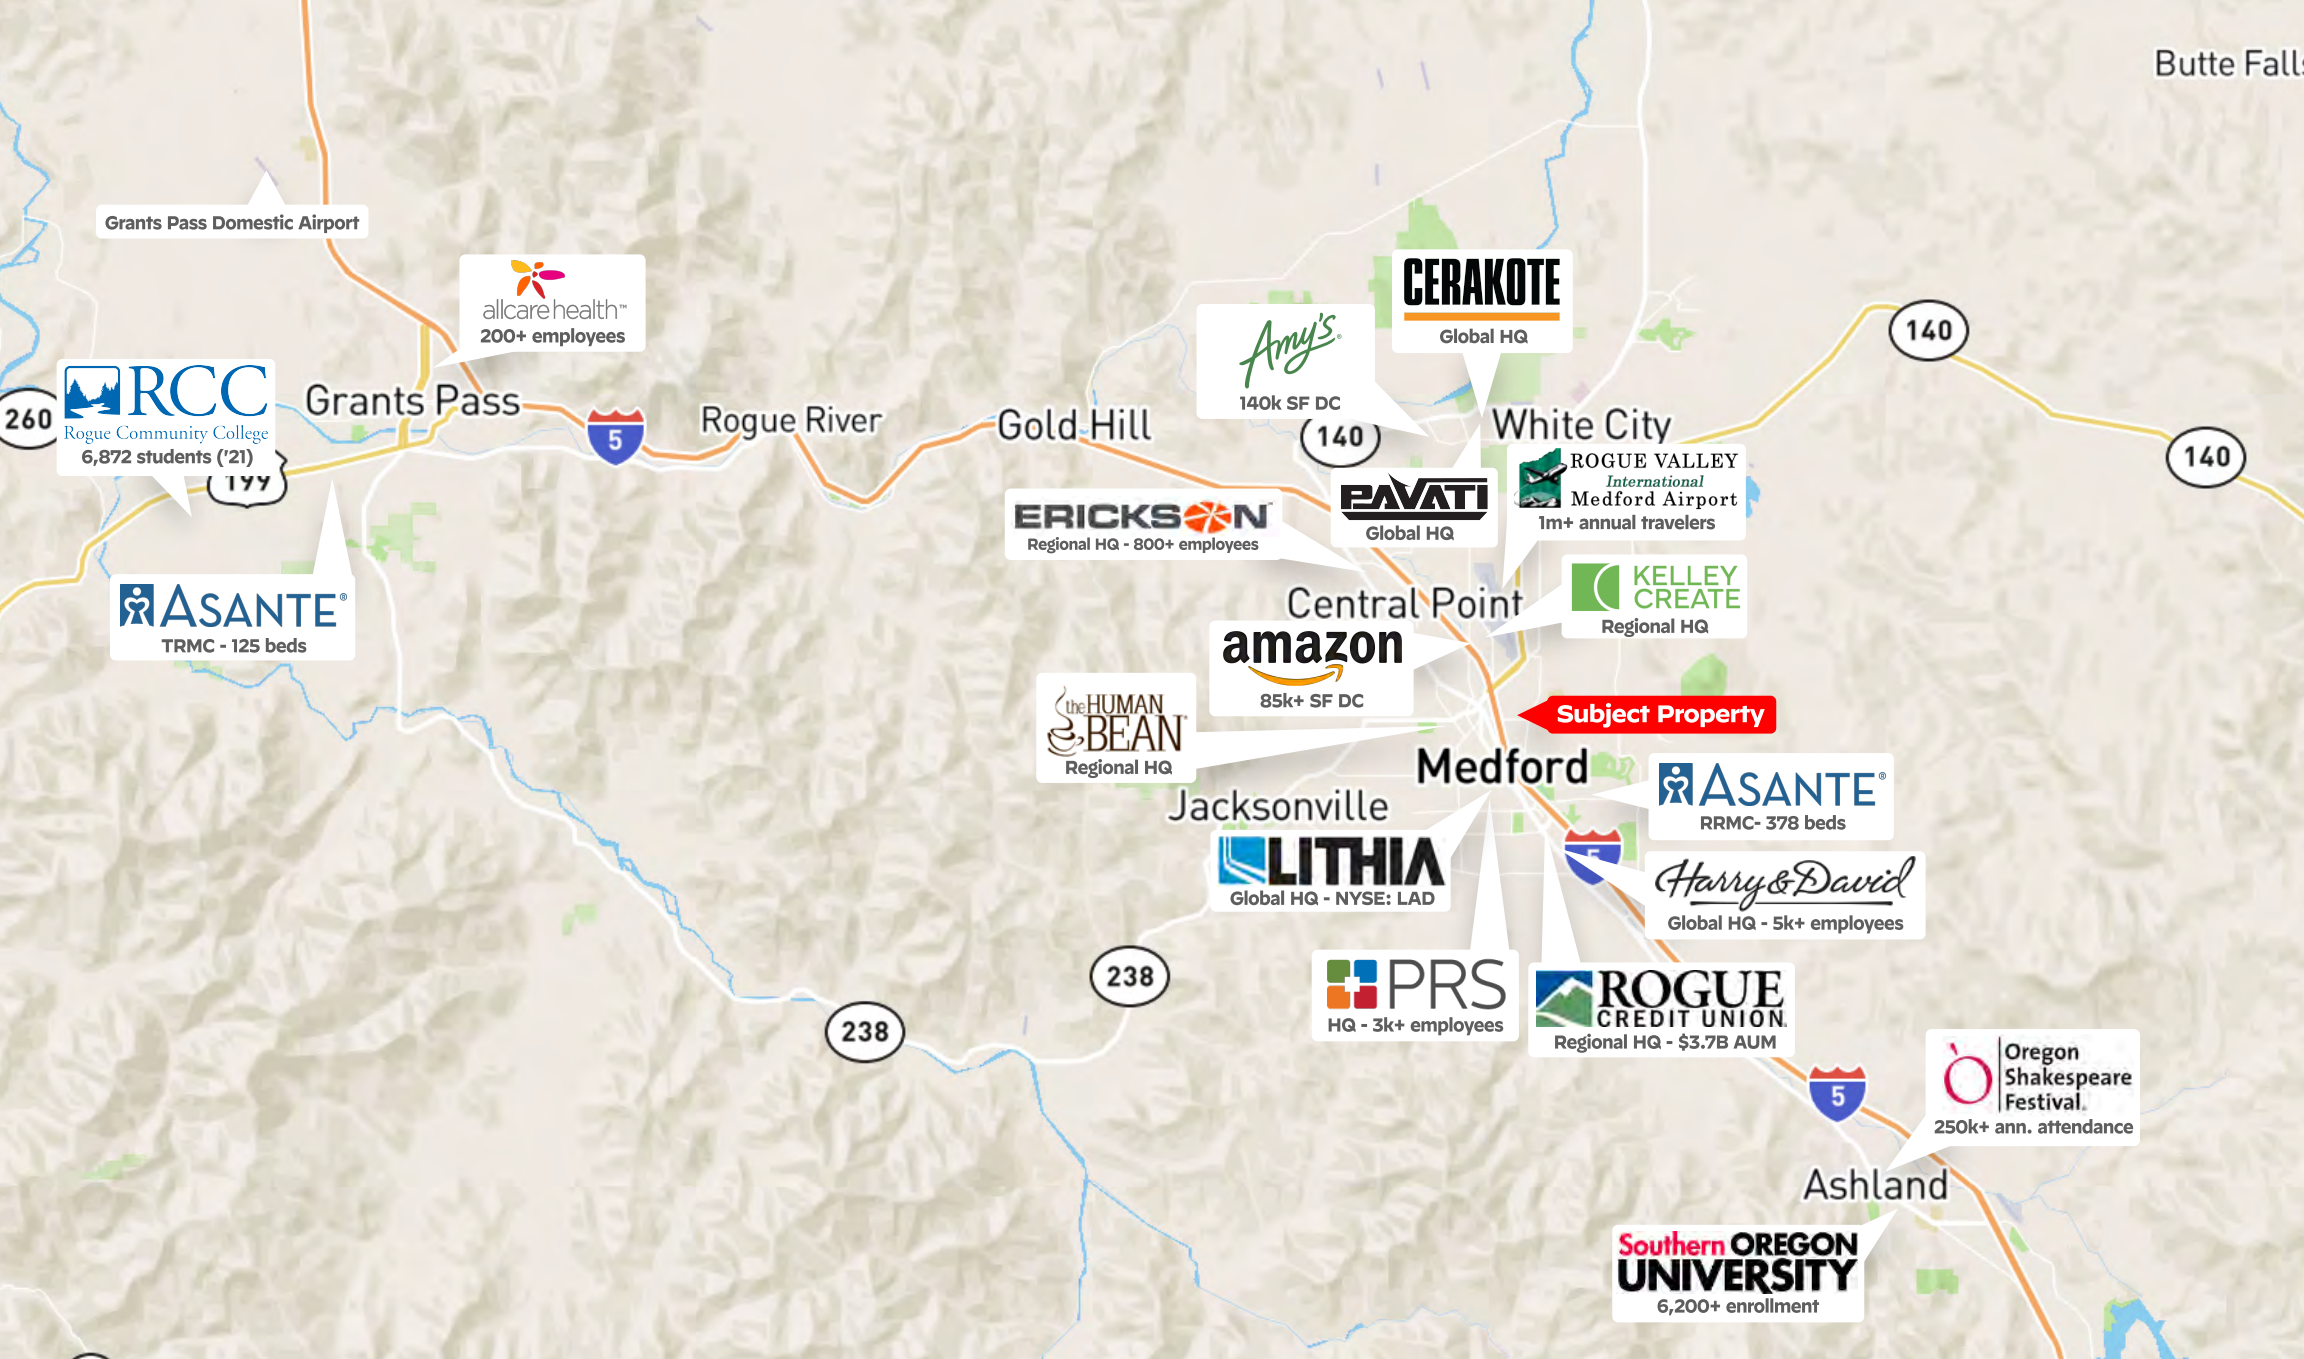 Butte Falls
Grants Pass Domestic Airport
allcare health™
200+ employees
CERAKOTE
Global HQ
Amy's®
140k SF DC
140
140
140
260
RCC
Rogue Community College
6,872 students ('21)
199
Grants Pass
5
Rogue River
Gold Hill
White City
ROGUE VALLEY
International
Medford Airport
1m+ annual travelers
PAVATI
Global HQ
ERICKSON™
Regional HQ - 800+ employees
ASANTE®
TRMC - 125 beds
Central Point
KELLEY
CREATE
Regional HQ
amazon
85k+ SF DC
the HUMAN
BEAN
Regional HQ
Subject Property
Medford
ASANTE®
RRMC- 378 beds
Jacksonville
LITHIA
Global HQ - NYSE: LAD
5
Harry & David
Global HQ - 5k+ employees
238
238
PRS
HQ - 3k+ employees
ROGUE
CREDIT UNION
Regional HQ - $3.7B AUM
5
Oregon
Shakespeare
Festival.
250k+ ann. attendance
Ashland
Southern OREGON
UNIVERSITY
6,200+ enrollment